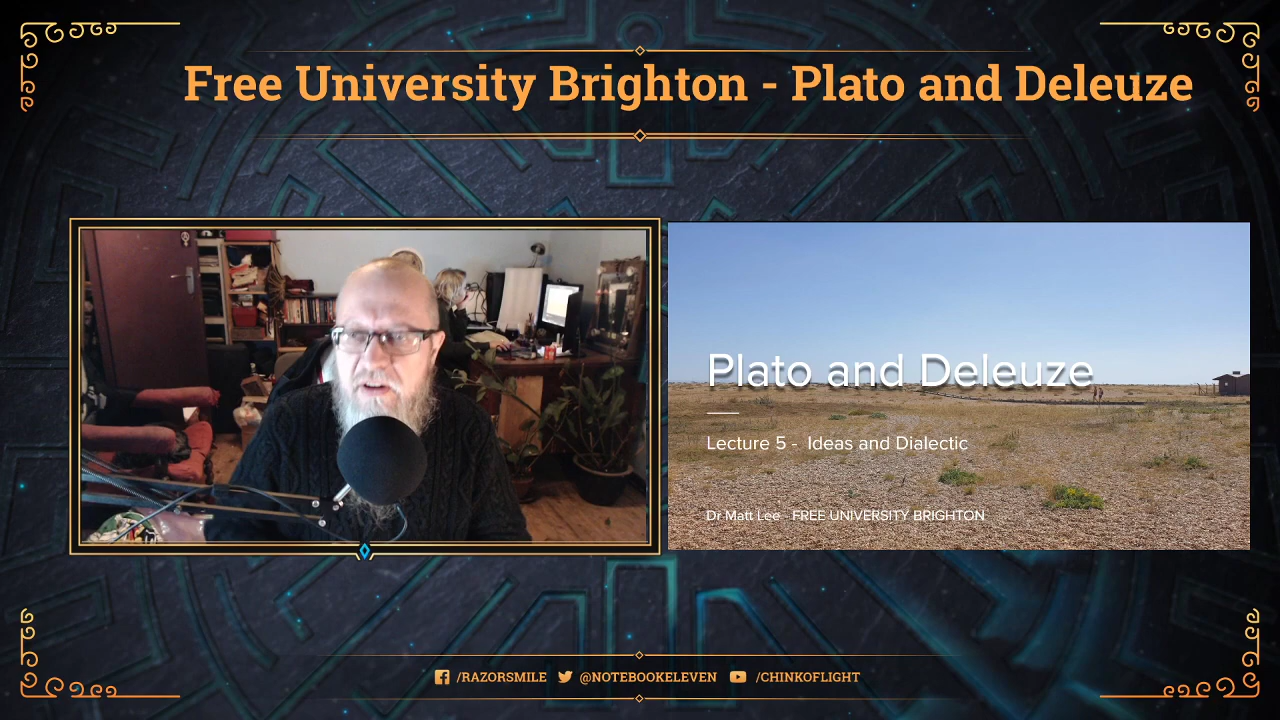 Free University Brighton - Plato and Deleuze
Plato and Deleuze
Lecture 5 - Ideas and Dialectic
Dr Matt Lee - FREE UNIVERSITY BRIGHTON
/RAZORSMILE @NOTEBOOKELEVEN /CHINKOFLIGHT